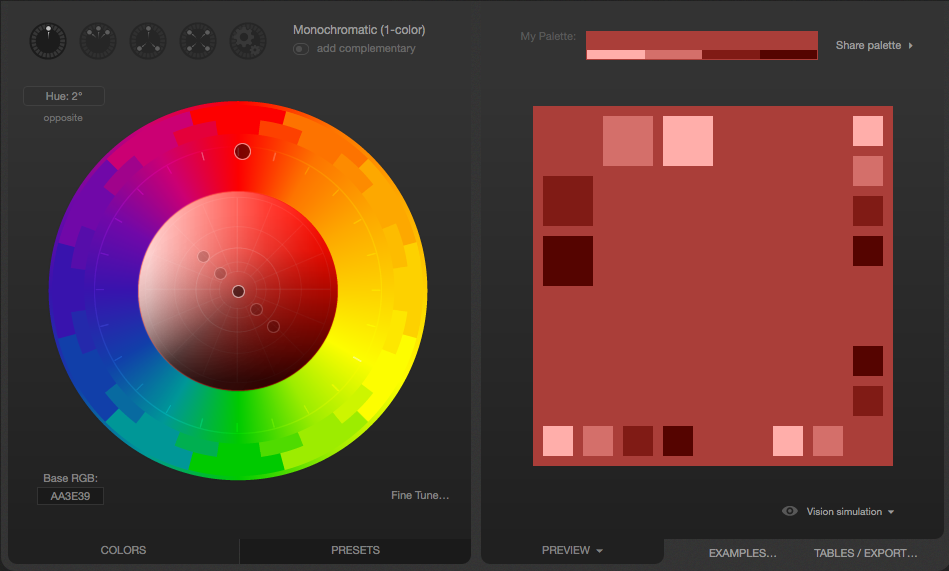 Monochromatic (1-color)
add complementary
My Palette:
Share palette
Hue: 2°
opposite
Base RGB:
AA3E39
Fine Tune...
Vision simulation
COLORS
PRESETS
PREVIEW
EXAMPLES...
TABLES / EXPORT...